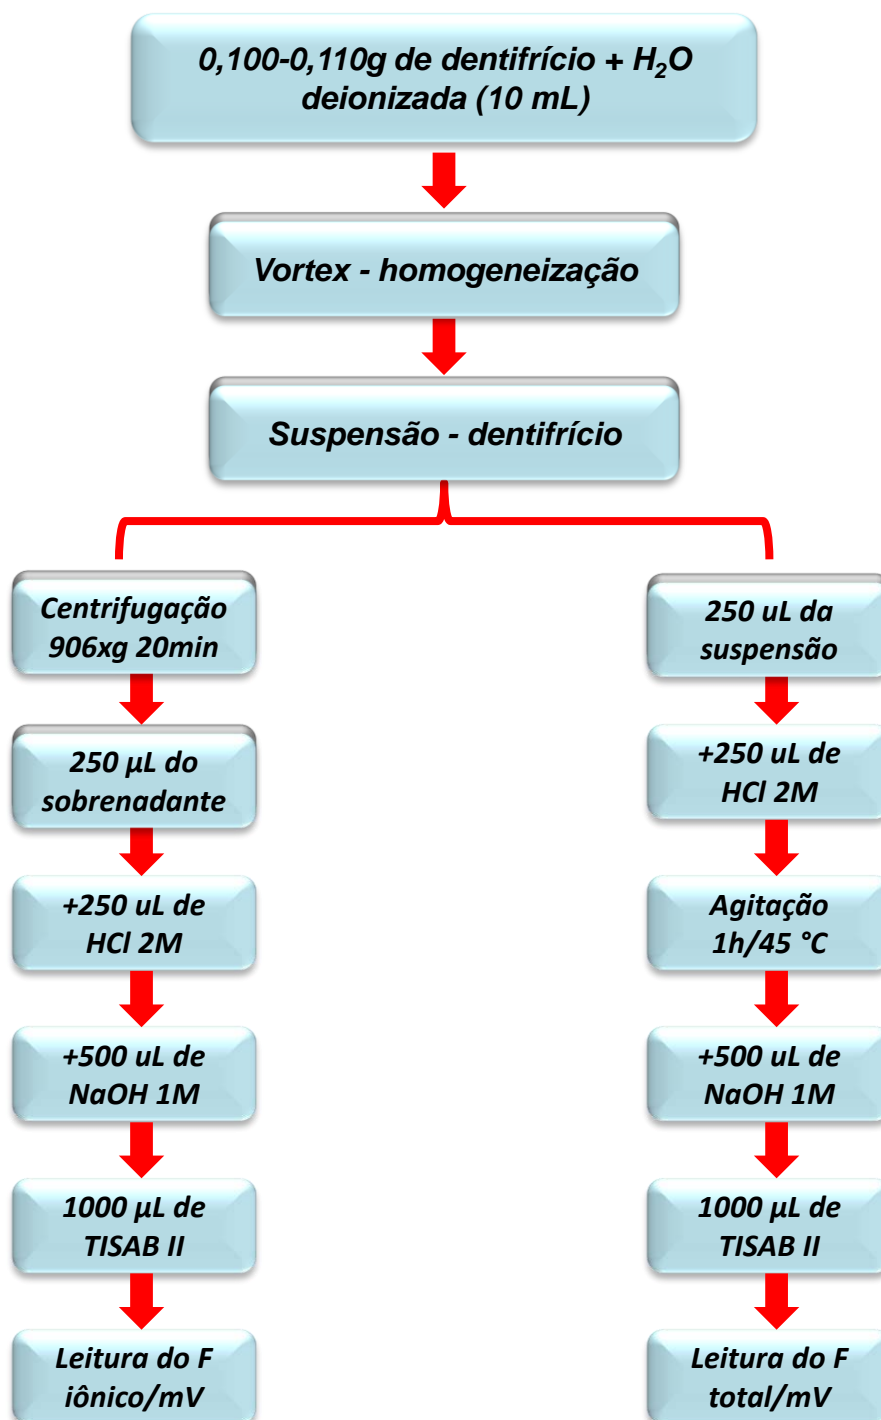 0,100-0,110g de dentifrício + H₂O
deionizada (10 mL)
Vortex - homogeneização
Suspensão - dentifrício
Centrifugação
906xg 20min
250 µL do
sobrenadante
+250 uL de
HCl 2M
+500 uL de
NaOH 1M
1000 µL de
TISAB II
Leitura do F
iônico/mV
250 uL da
suspensão
+250 uL de
HCl 2M
Agitação
1h/45 °C
+500 uL de
NaOH 1M
1000 µL de
TISAB II
Leitura do F
total/mV